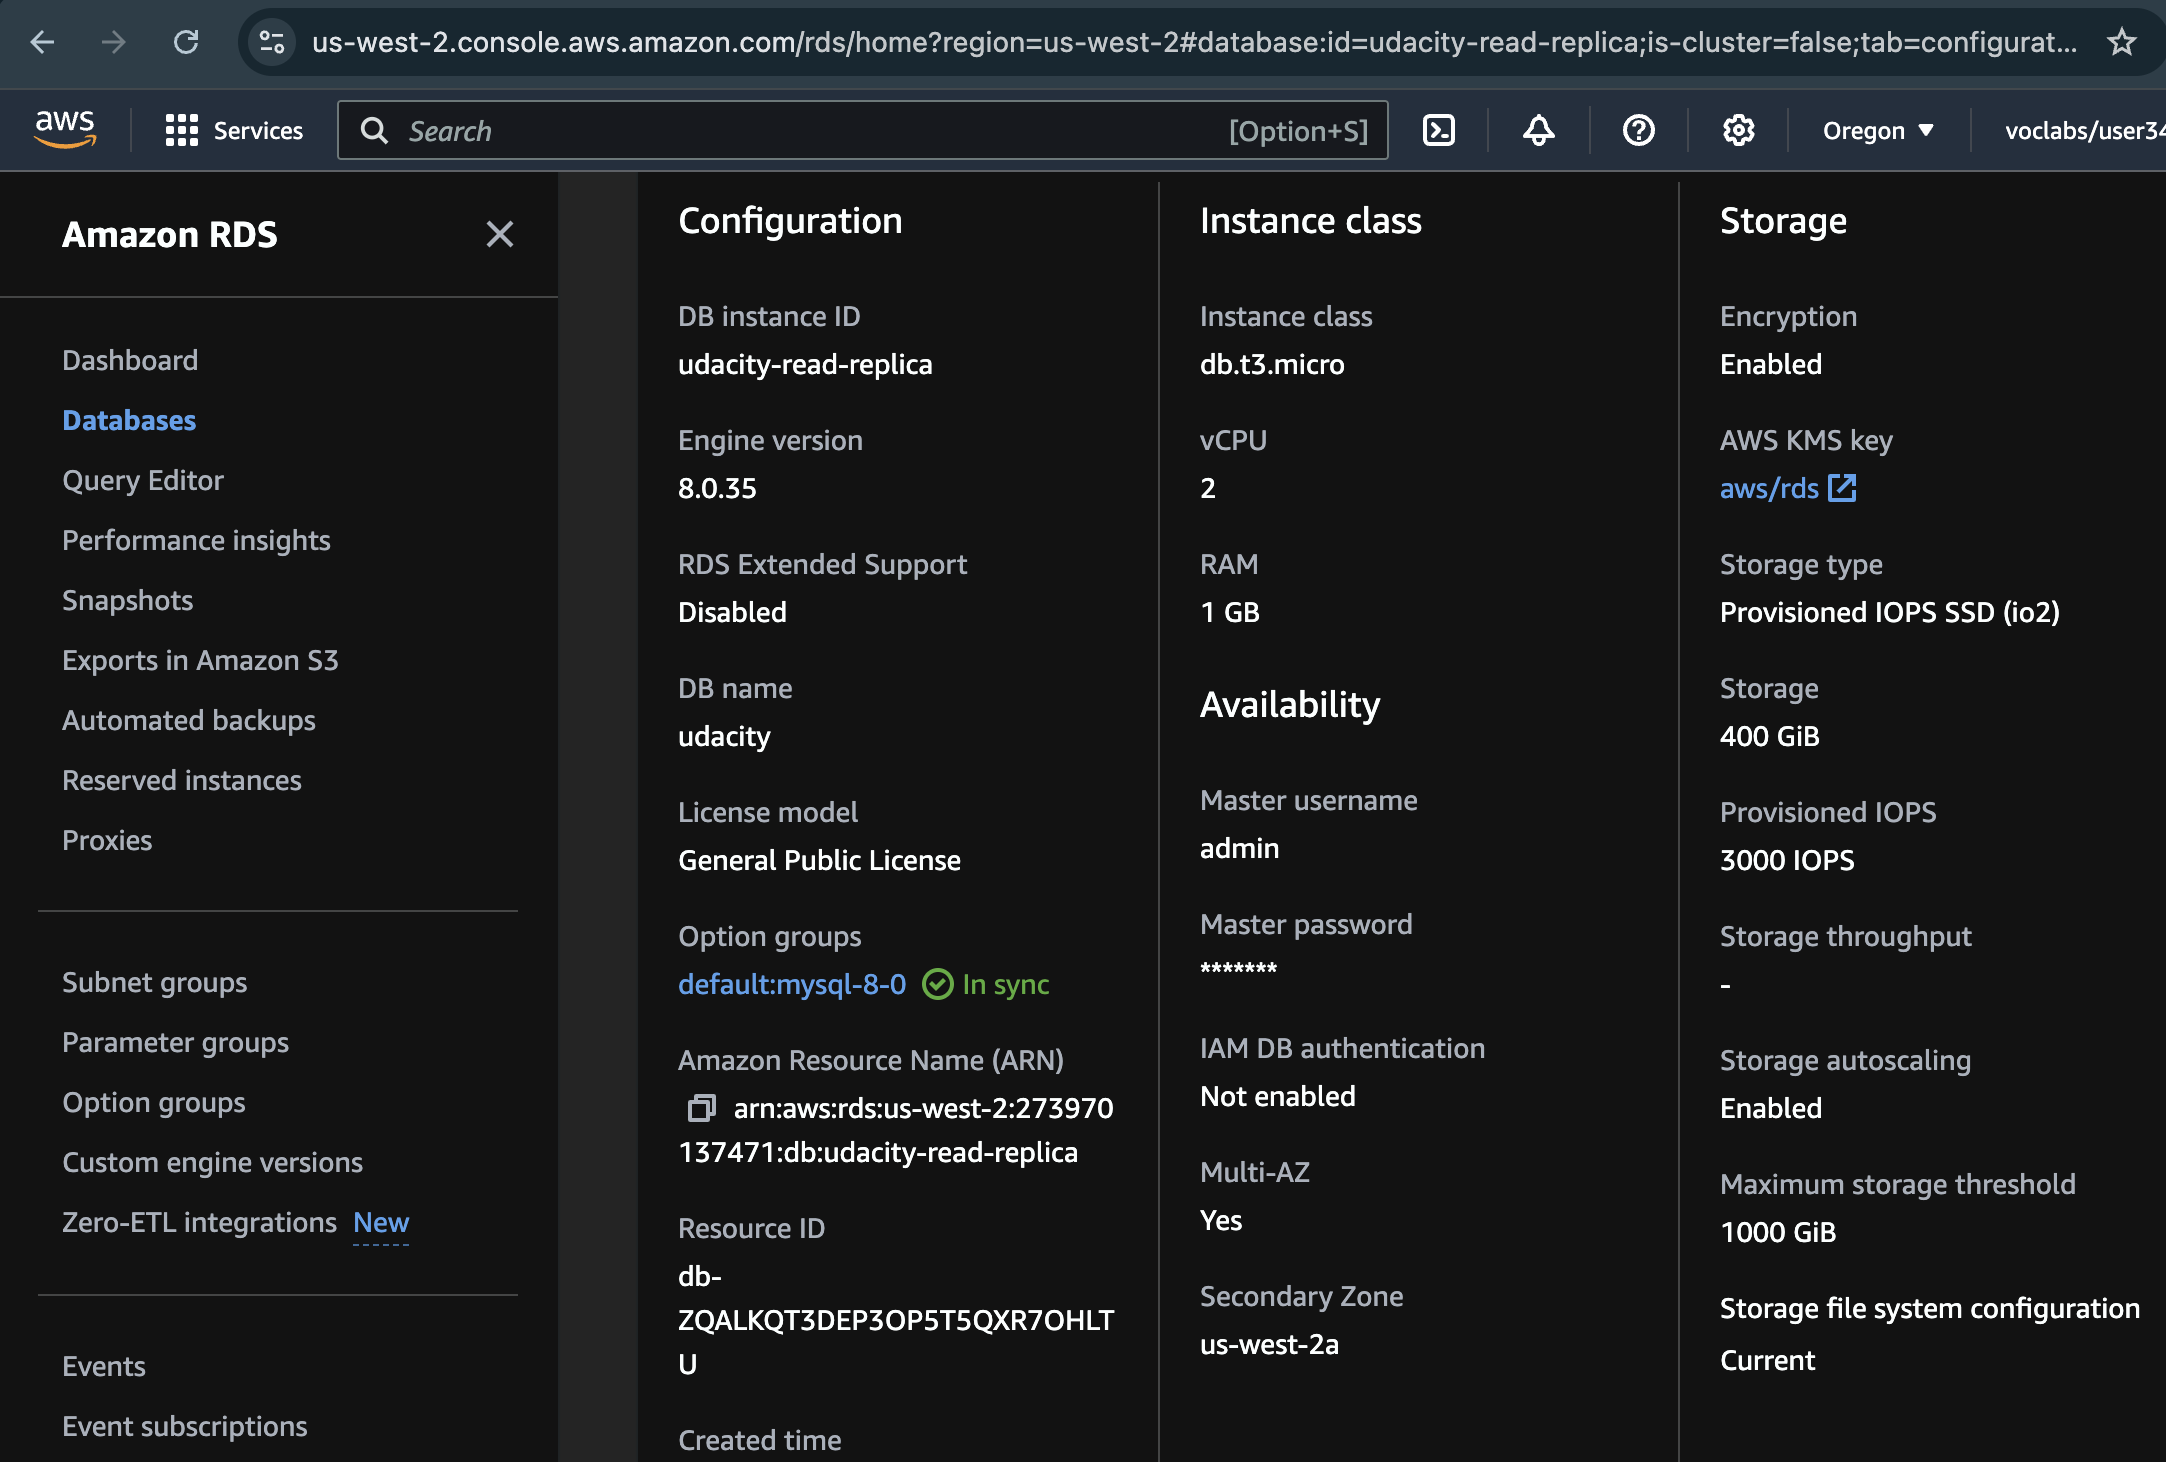 us-west-2.console.aws.amazon.com/rds/home?region=us-west-2#database:id=udacity-read-replica;is-cluster=false;tab=configurat...
aws
Services
Search
[Option+S]
Oregon
voclabs/user34
Amazon RDS
Dashboard
Databases
Query Editor
Performance insights
Snapshots
Exports in Amazon S3
Automated backups
Reserved instances
Proxies
Subnet groups
Parameter groups
Option groups
Custom engine versions
Zero-ETL integrations New
Events
Event subscriptions
Configuration
DB instance ID
udacity-read-replica
Engine version
8.0.35
RDS Extended Support
Disabled
DB name
udacity
License model
General Public License
Option groups
default:mysql-8-0 In sync
Amazon Resource Name (ARN)
arn:aws:rds:us-west-2:273970
137471:db:udacity-read-replica
Resource ID
db-
ZQALKQT3DEP3OP5T5QXR7OHLT
U
Created time
Instance class
Instance class
db.t3.micro
vCPU
2
RAM
1 GB
Availability
Master username
admin
Master password
*******
IAM DB authentication
Not enabled
Multi-AZ
Yes
Secondary Zone
us-west-2a
Storage
Encryption
Enabled
AWS KMS key
aws/rds
Storage type
Provisioned IOPS SSD (io2)
Storage
400 GiB
Provisioned IOPS
3000 IOPS
Storage throughput
-
Storage autoscaling
Enabled
Maximum storage threshold
1000 GiB
Storage file system configuration
Current